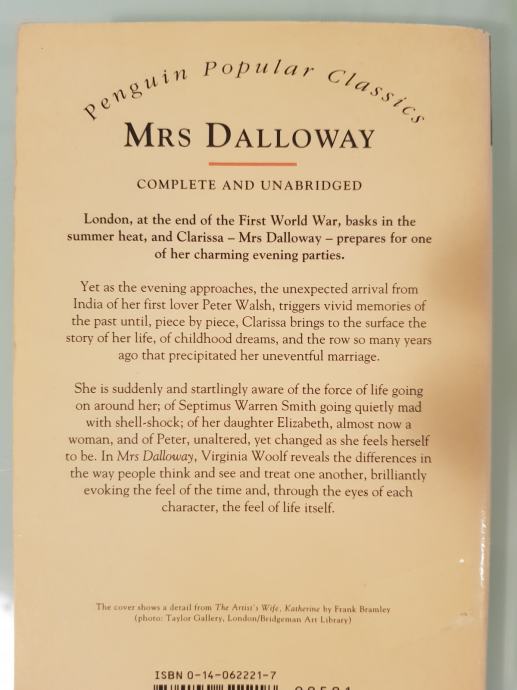 Penguin Popular Classics
MRS DALLOWAY
COMPLETE AND UNABRIDGED
London, at the end of the First World War, basks in the
summer heat, and Clarissa – Mrs Dalloway – prepares for one
of her charming evening parties.
Yet as the evening approaches, the unexpected arrival from
India of her first lover Peter Walsh, triggers vivid memories of
the past until, piece by piece, Clarissa brings to the surface the
story of her life, of childhood dreams, and the row so many years
ago that precipitated her uneventful marriage.
She is suddenly and startlingly aware of the force of life going
on around her; of Septimus Warren Smith going quietly mad
with shell-shock; of her daughter Elizabeth, almost now a
woman, and of Peter, unaltered, yet changed as she feels herself
to be. In Mrs Dalloway, Virginia Woolf reveals the differences in
the way people think and see and treat one another, brilliantly
evoking the feel of the time and, through the eyes of each
character, the feel of life itself.
The cover shows a detail from The Artist's Wife, Katherine by Frank Bramley
(photo: Taylor Gallery, London/Bridgeman Art Library)
ISBN 0-14-062221-7